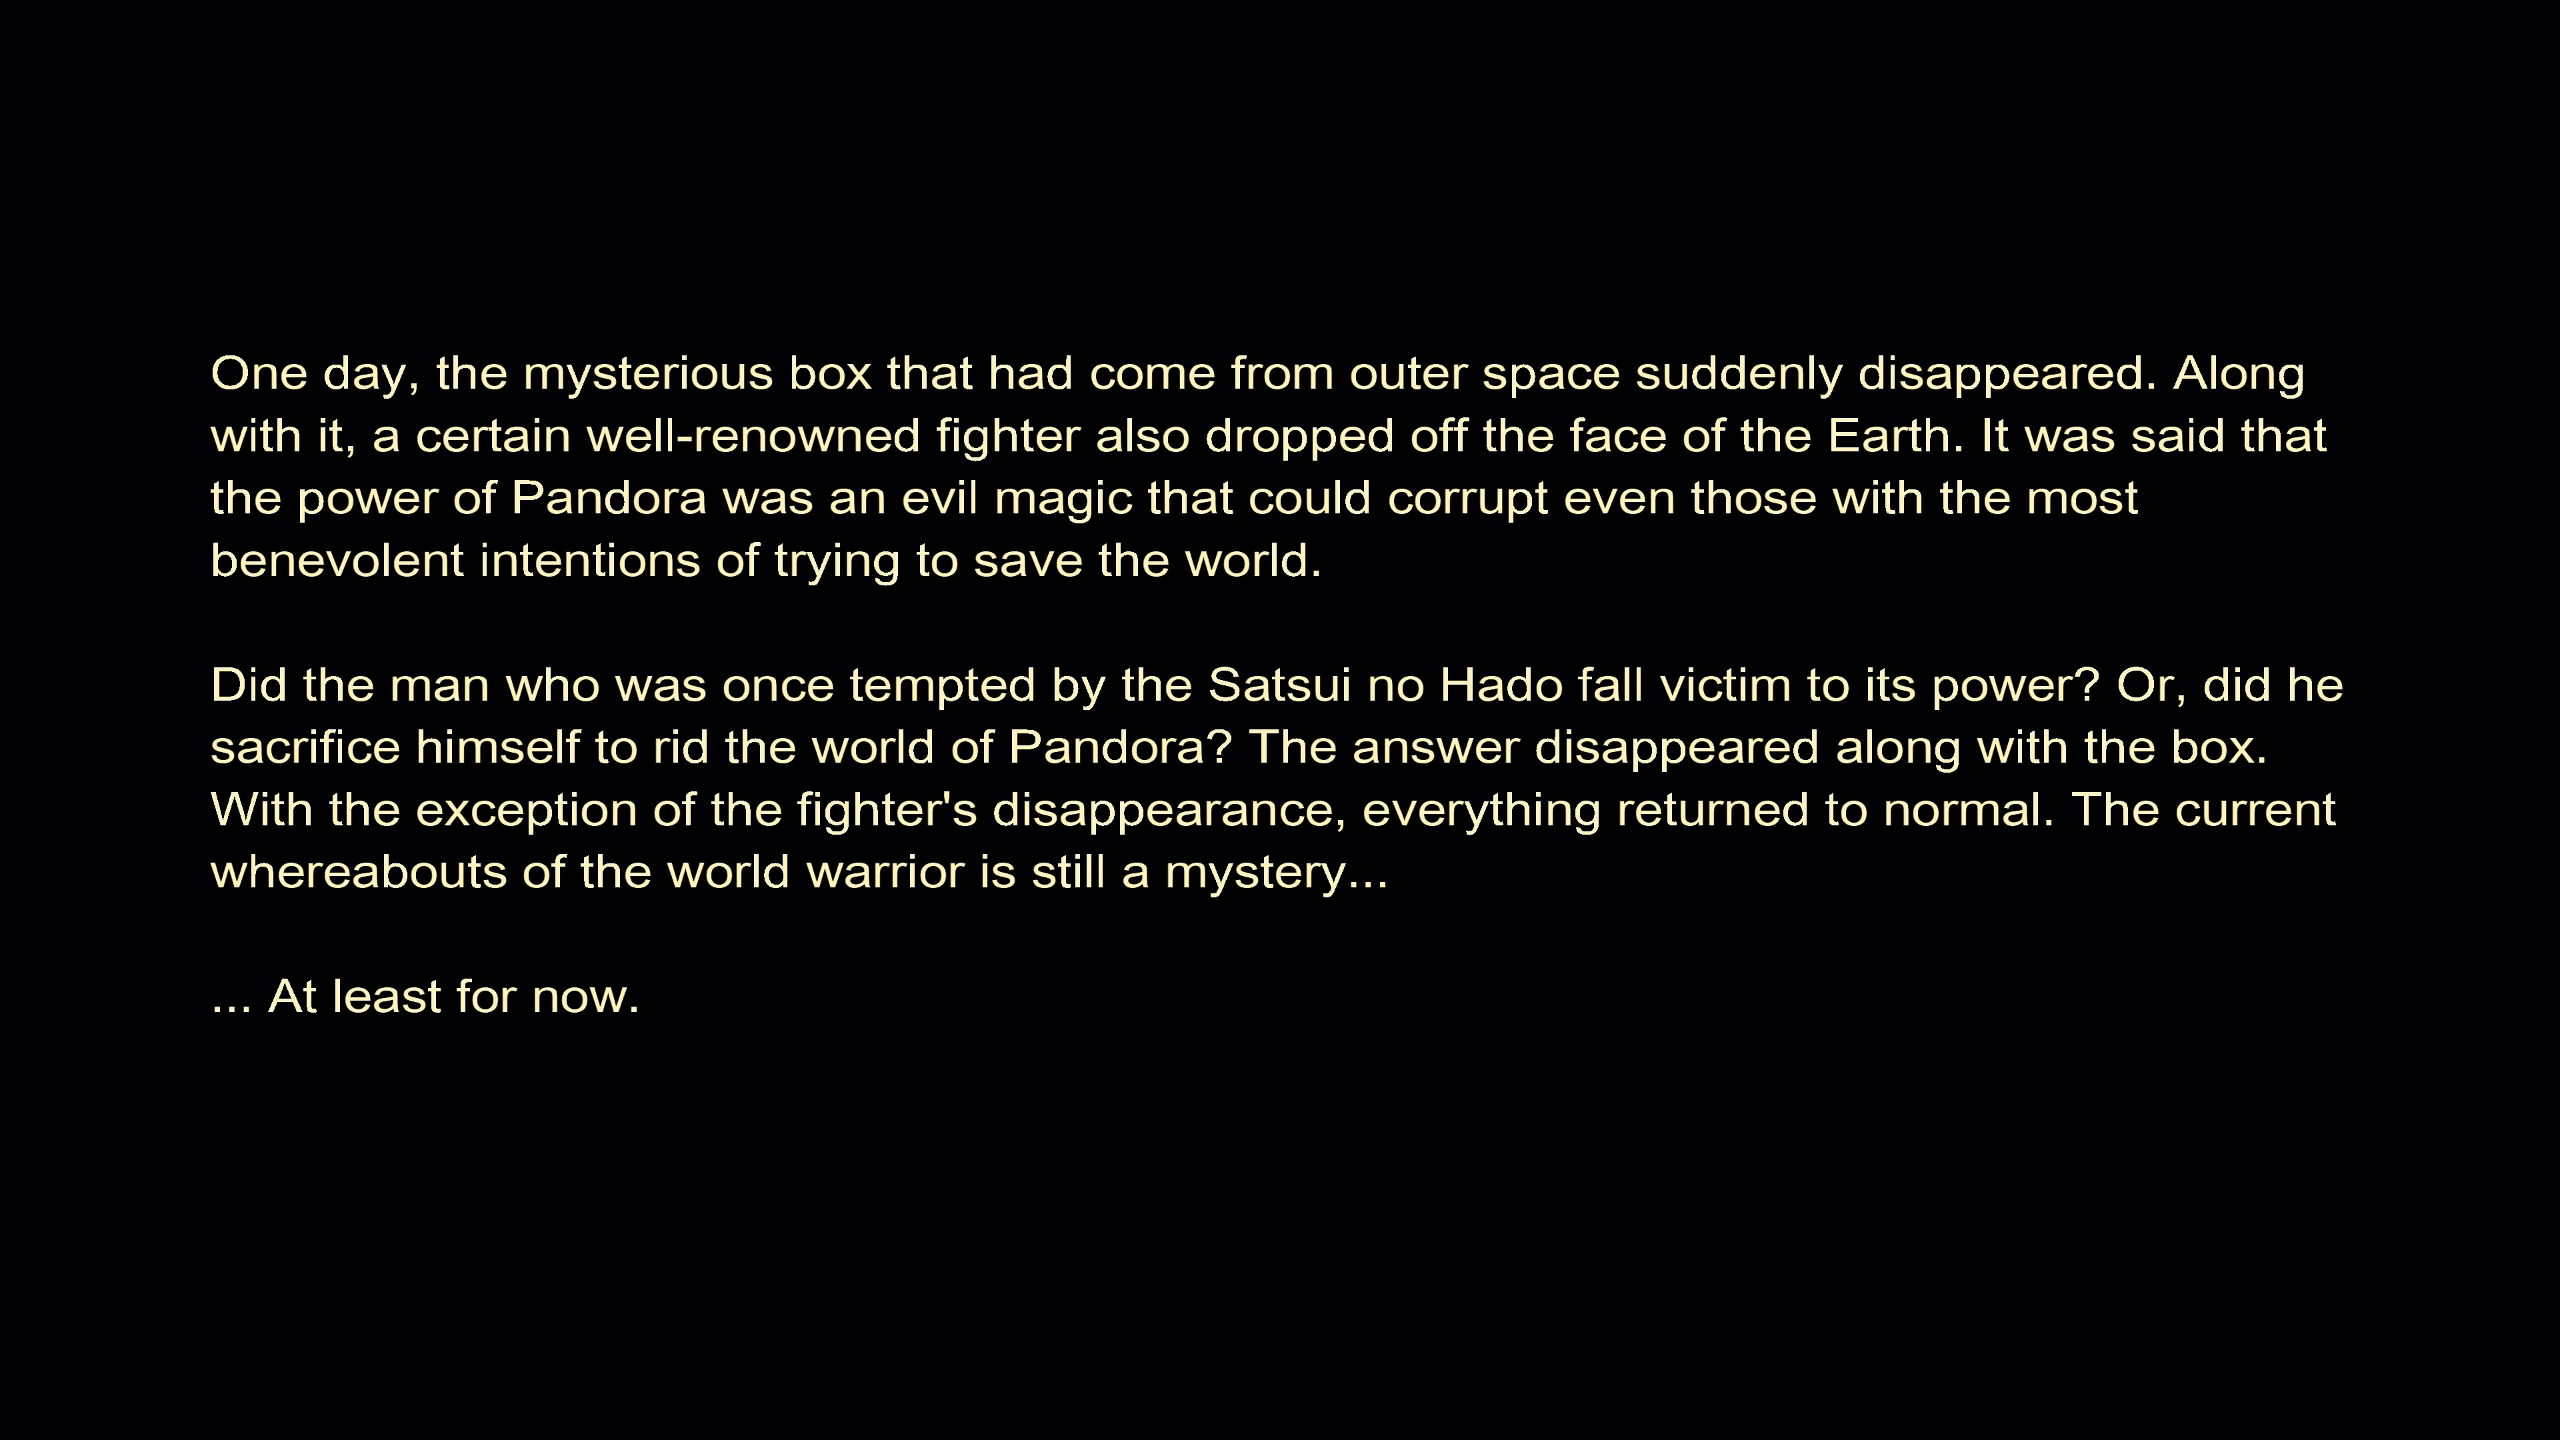 One day, the mysterious box that had come from outer space suddenly disappeared. Along
with it, a certain well-renowned fighter also dropped off the face of the Earth. It was said that
the power of Pandora was an evil magic that could corrupt even those with the most
benevolent intentions of trying to save the world.
Did the man who was once tempted by the Satsui no Hado fall victim to its power? Or, did he
sacrifice himself to rid the world of Pandora? The answer disappeared along with the box.
With the exception of the fighter's disappearance, everything returned to normal. The current
whereabouts of the world warrior is still a mystery...
... At least for now.